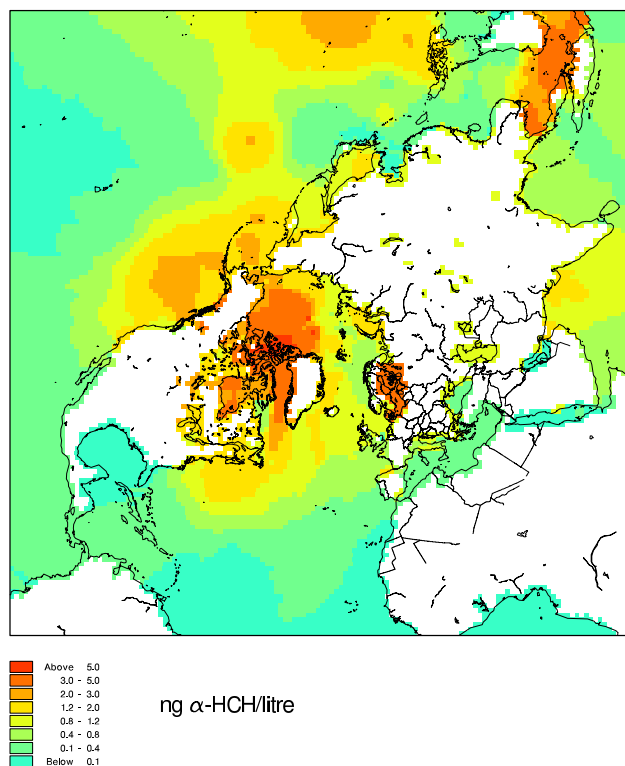 Above 5.0
3.0 - 5.0
2.0 - 3.0
1.2 - 2.0
0.8 - 1.2
0.4 - 0.8
0.1 - 0.4
Below 0.1
ng α-HCH/litre